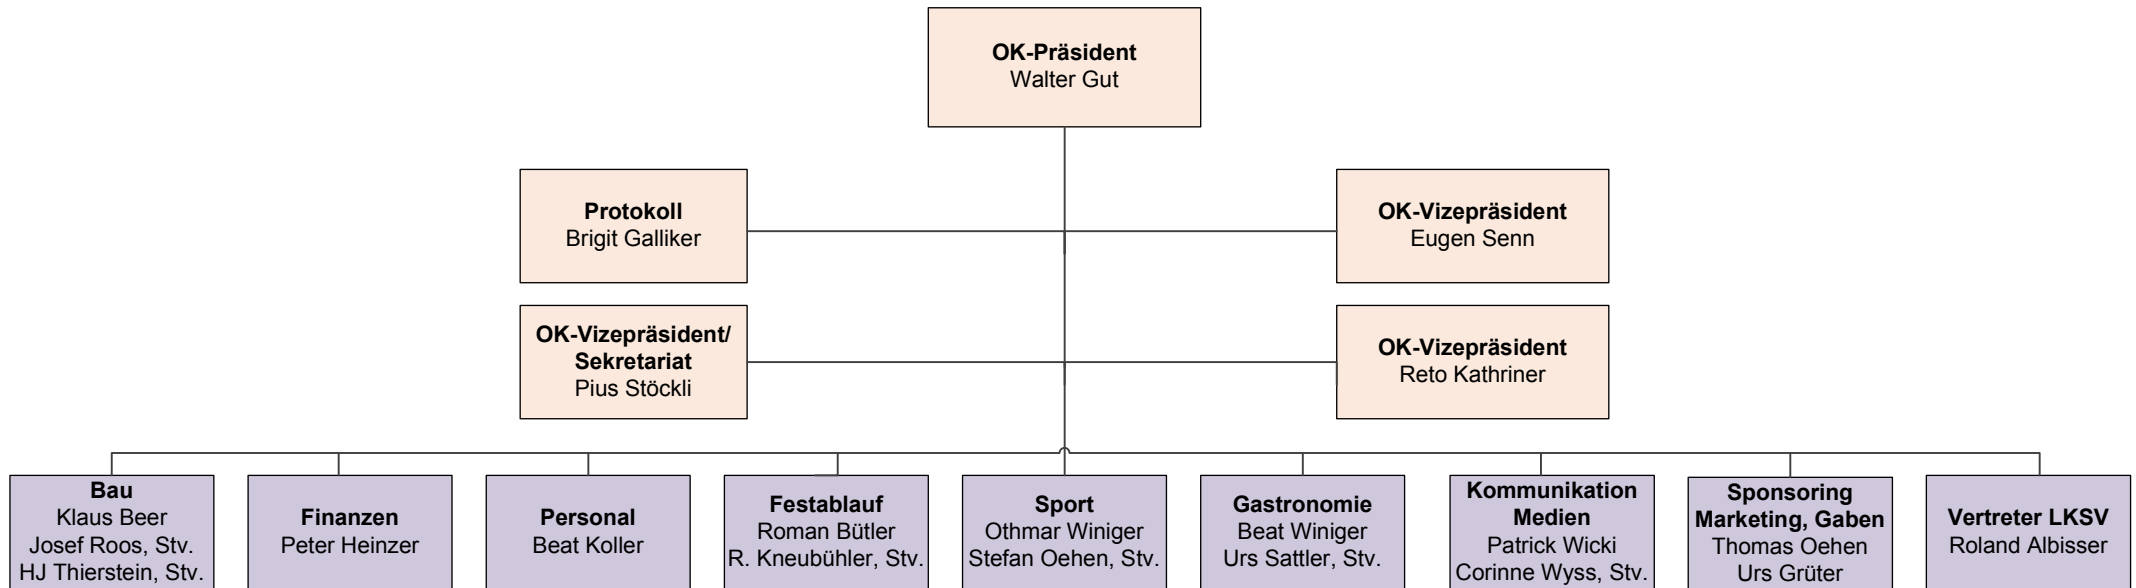 OK-Präsident
Walter Gut
Protokoll
Brigit Galliker
OK-Vizepräsident
Eugen Senn
OK-Vizepräsident/
Sekretariat
Pius Stöckli
OK-Vizepräsident
Reto Kathriner
Bau
Klaus Beer
Josef Roos, Stv.
HJ Thierstein, Stv.
Finanzen
Peter Heinzer
Personal
Beat Koller
Festablauf
Roman Bütler
R. Kneubühler, Stv.
Sport
Othmar Winiger
Stefan Oehen, Stv.
Gastronomie
Beat Winiger
Urs Sattler, Stv.
Kommunikation
Medien
Patrick Wicki
Corinne Wyss, Stv.
Sponsoring
Marketing, Gaben
Thomas Oehen
Urs Grüter
Vertreter LKSV
Roland Albisser